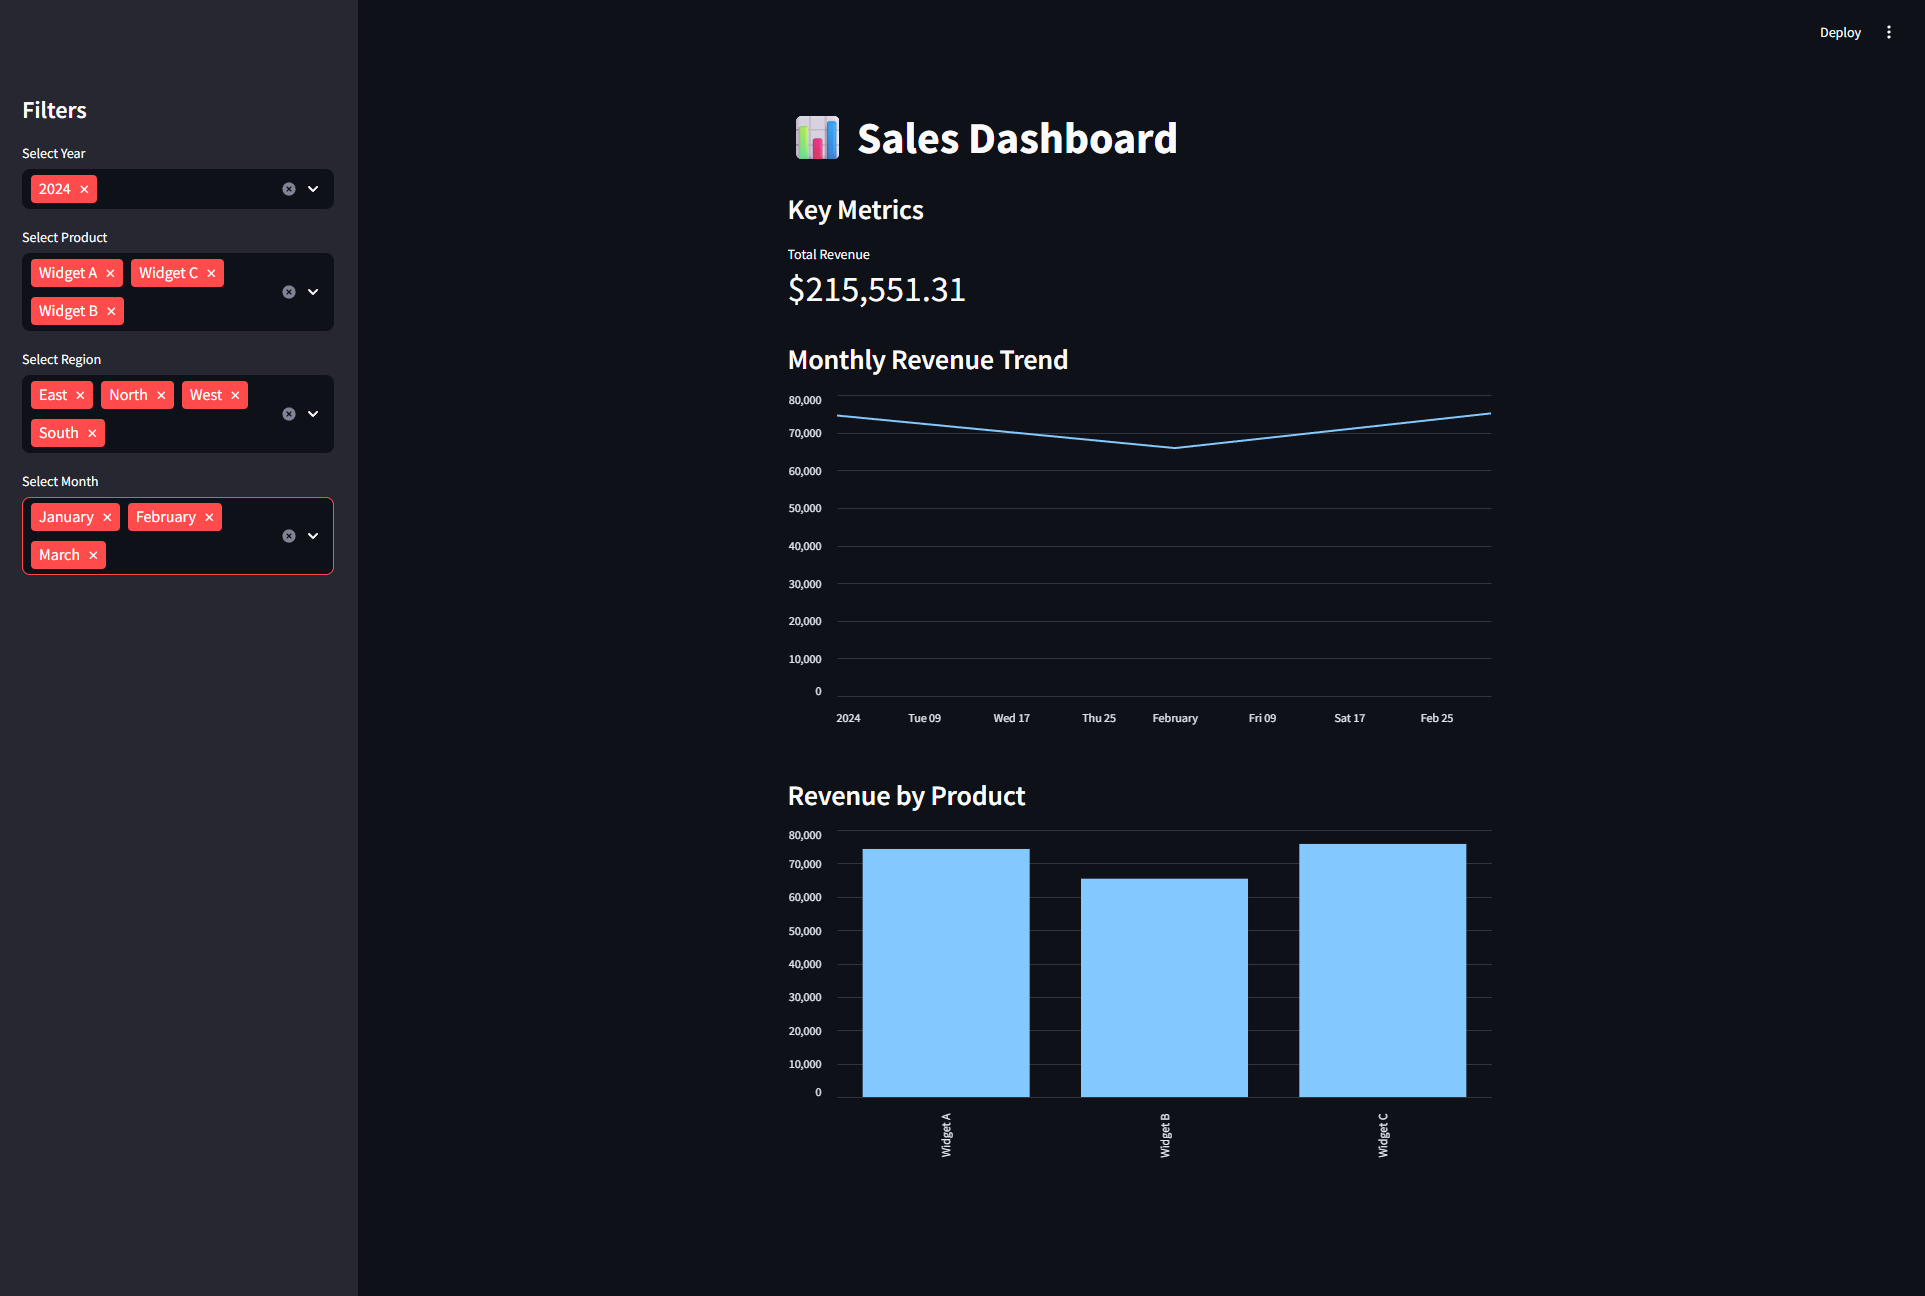 Deploy
Filters
Select Year
2024
Select Product
Widget A Widget C
Widget B
Select Region
East North West
South
Select Month
January February
March
Sales Dashboard
Key Metrics
Total Revenue
$215,551.31
Monthly Revenue Trend
80,000
70,000
60,000
50,000
40,000
30,000
20,000
10,000
0
2024 Tue 09 Wed 17 Thu 25 February Fri 09 Sat 17 Feb 25
Revenue by Product
80,000
70,000
60,000
50,000
40,000
30,000
20,000
10,000
0
Widget A
Widget B
Widget C